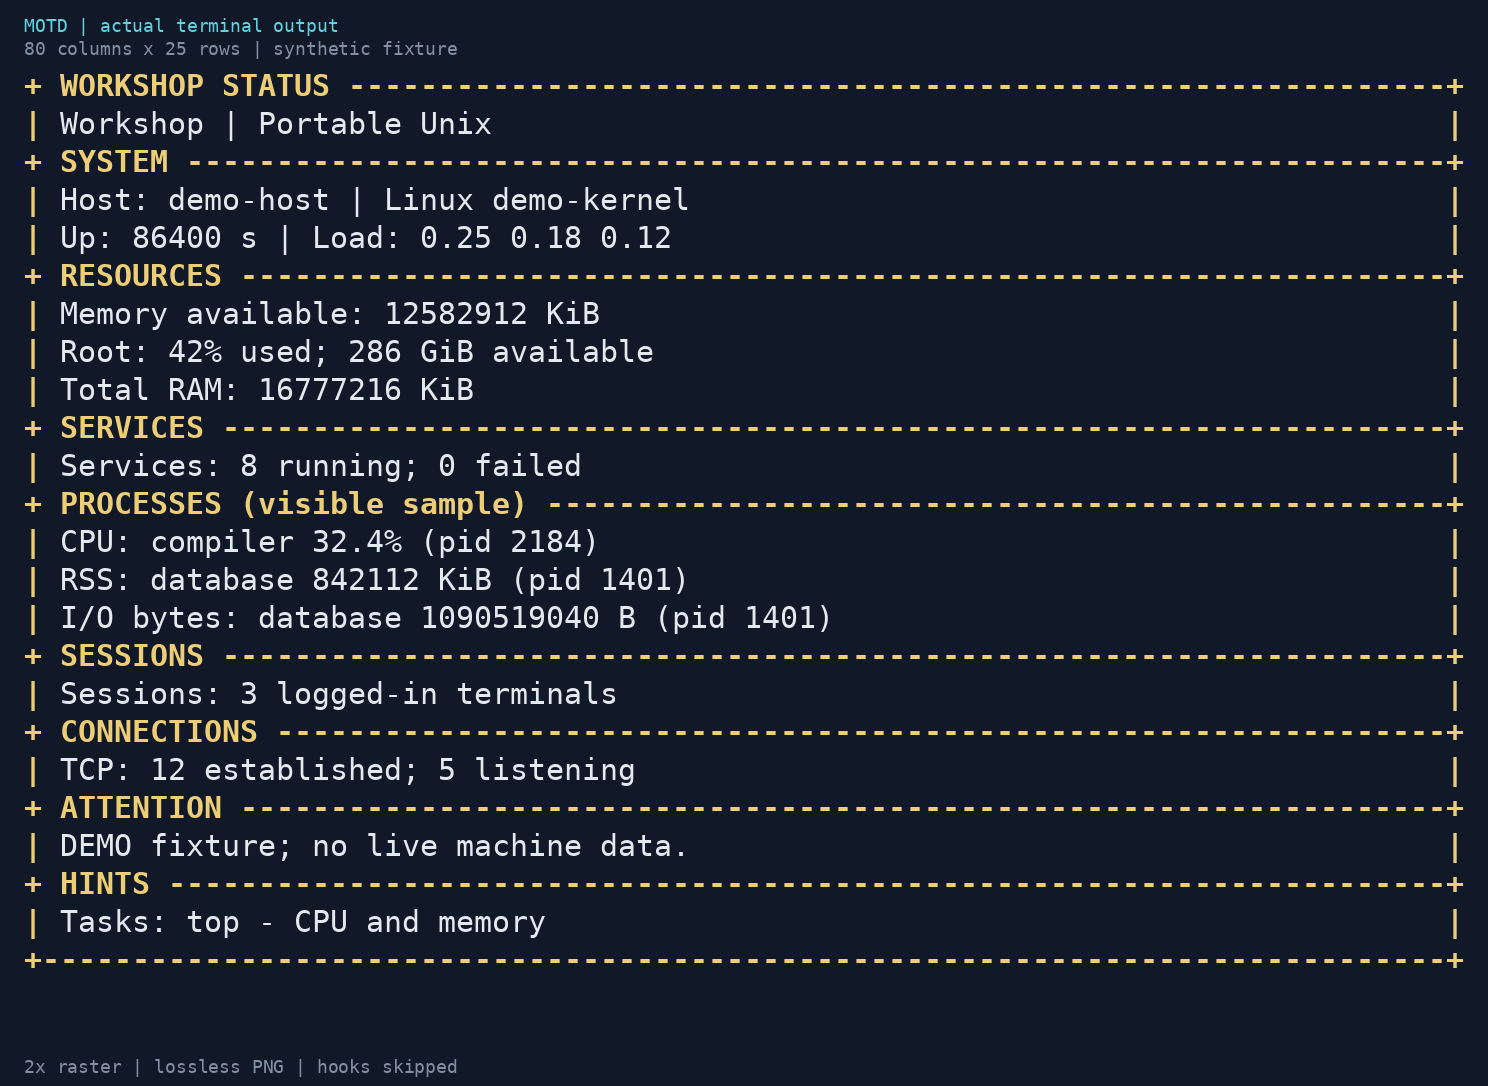 MOTD | actual terminal output
80 columns x 25 rows | synthetic fixture
+ WORKSHOP STATUS -------------------------------------------------------------+
| Workshop | Portable Unix                                                     |
+ SYSTEM ----------------------------------------------------------------------+
| Host: demo-host | Linux demo-kernel                                          |
| Up: 86400 s | Load: 0.25 0.18 0.12                                           |
+ RESOURCES -------------------------------------------------------------------+
| Memory available: 12582912 KiB                                               |
| Root: 42% used; 286 GiB available                                            |
| Total RAM: 16777216 KiB                                                      |
+ SERVICES --------------------------------------------------------------------+
| Services: 8 running; 0 failed                                                |
+ PROCESSES (visible sample) --------------------------------------------------+
| CPU: compiler 32.4% (pid 2184)                                               |
| RSS: database 842112 KiB (pid 1401)                                          |
| I/O bytes: database 1090519040 B (pid 1401)                                  |
+ SESSIONS --------------------------------------------------------------------+
| Sessions: 3 logged-in terminals                                              |
+ CONNECTIONS -----------------------------------------------------------------+
| TCP: 12 established; 5 listening                                             |
+ ATTENTION -------------------------------------------------------------------+
| DEMO fixture; no live machine data.                                          |
+ HINTS -----------------------------------------------------------------------+
| Tasks: top - CPU and memory                                                  |
+------------------------------------------------------------------------------+
2x raster | lossless PNG | hooks skipped